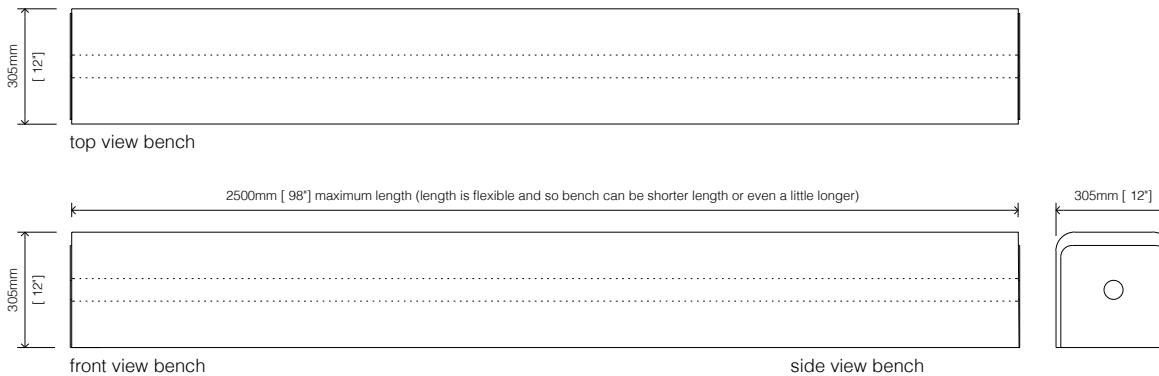 305mm
[ 12"]
top view bench
2500mm [ 98"] maximum length (length is flexible and so bench can be shorter length or even a little longer)
305mm [ 12"]
305mm
[ 12"]
front view bench
side view bench